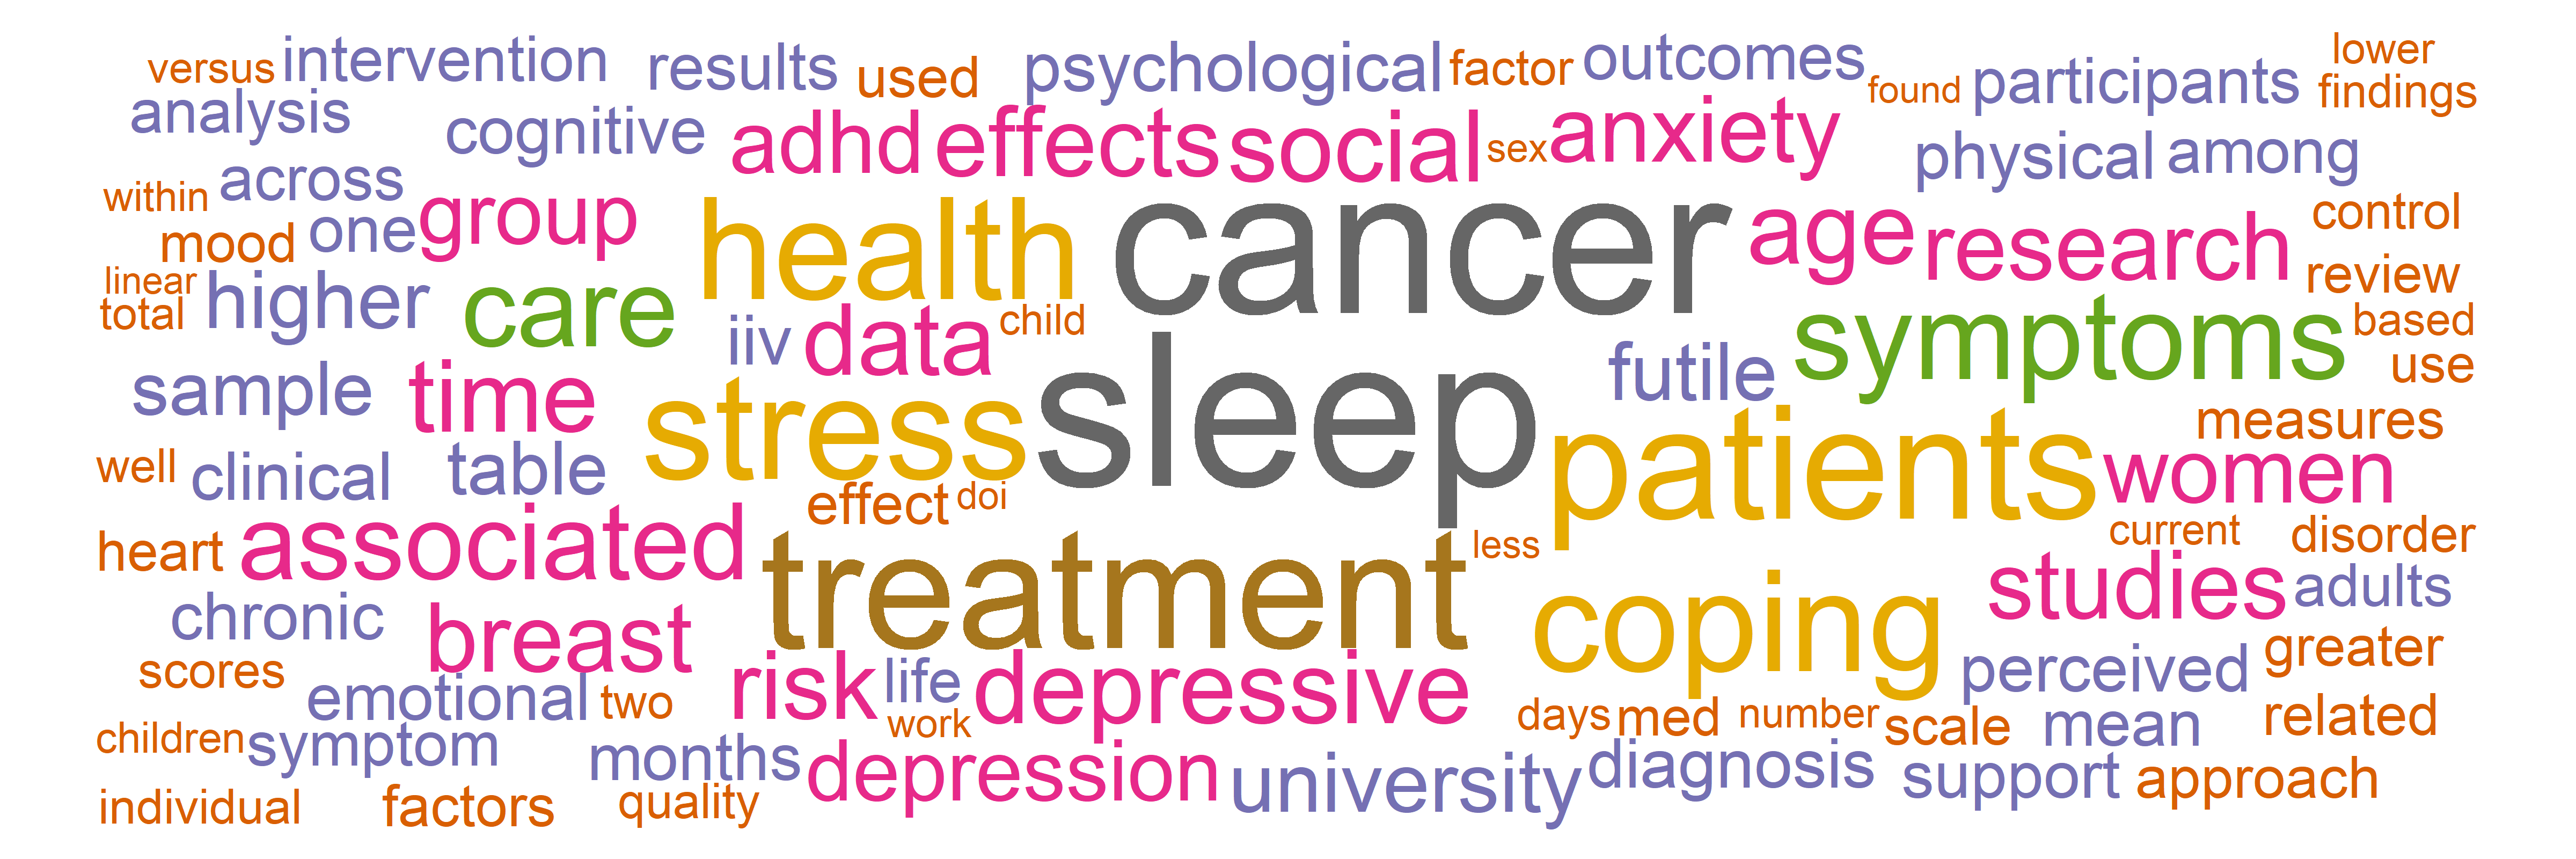 versus intervention results used psychological factor outcomes found participants lower
findings
analysis cognitive adhd effects social sex anxiety physical among
within across
mood one group health cancer age research control
linear
total higher care iiv data child symptoms review
based
sample time stress sleep futile use
measures
well clinical table effect doi patients women
heart associated treatment less current disorder
chronic breast coping studies adults
scores emotional two risk life depressive perceived greater
children symptom months work days med number scale mean related
individual factors quality depression university diagnosis support approach